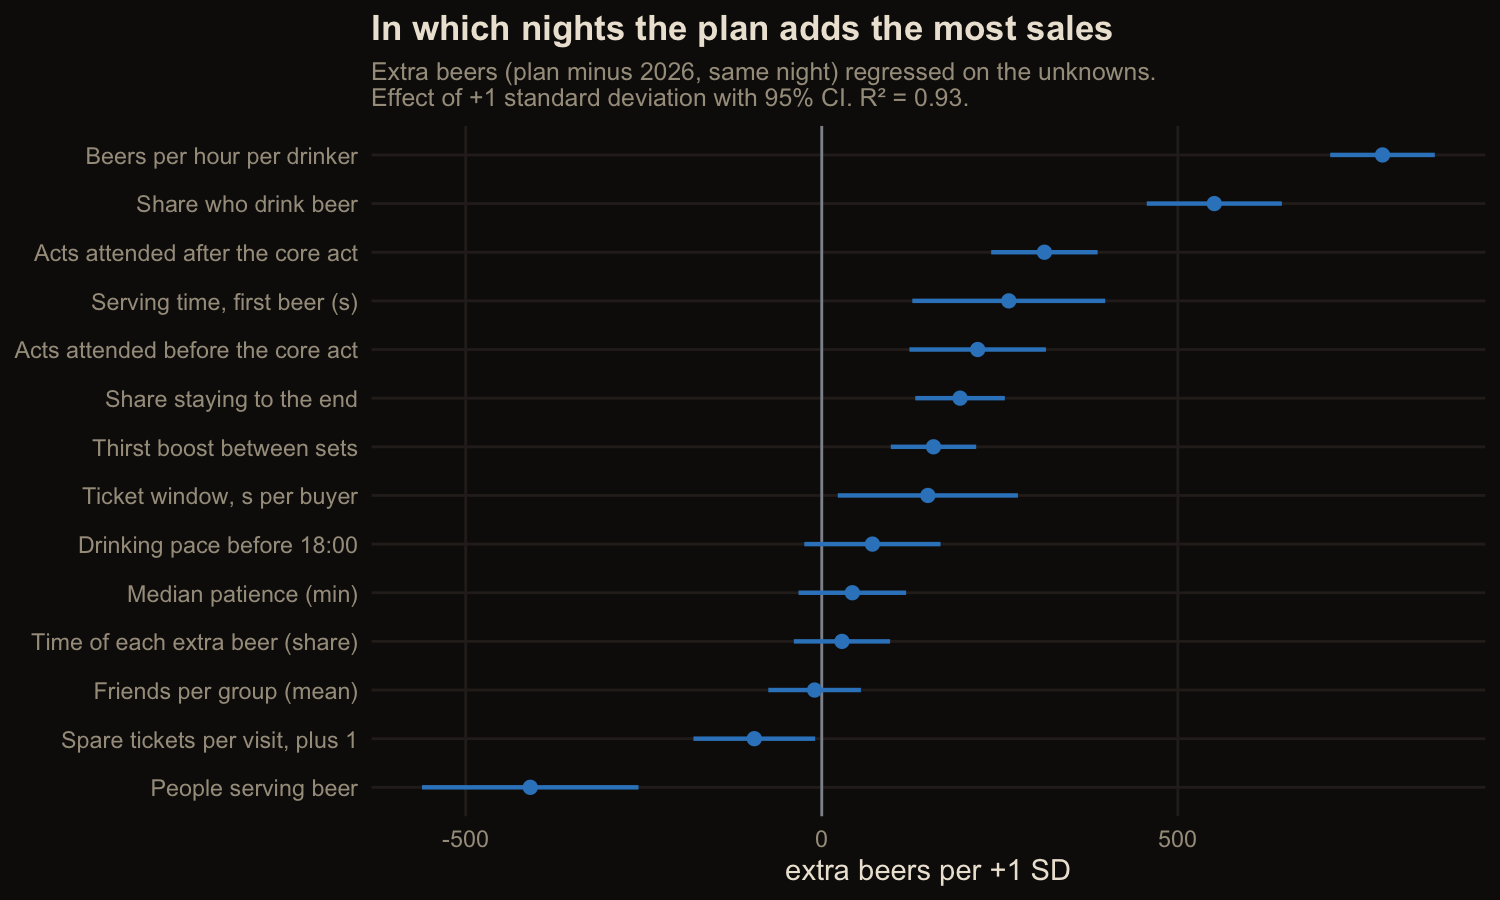 In which nights the plan adds the most sales
Extra beers (plan minus 2026, same night) regressed on the unknowns.
Effect of +1 standard deviation with 95% CI. R² = 0.93.
Beers per hour per drinker
Share who drink beer
Acts attended after the core act
Serving time, first beer (s)
Acts attended before the core act
Share staying to the end
Thirst boost between sets
Ticket window, s per buyer
Drinking pace before 18:00
Median patience (min)
Time of each extra beer (share)
Friends per group (mean)
Spare tickets per visit, plus 1
People serving beer
-500 0 500
extra beers per +1 SD